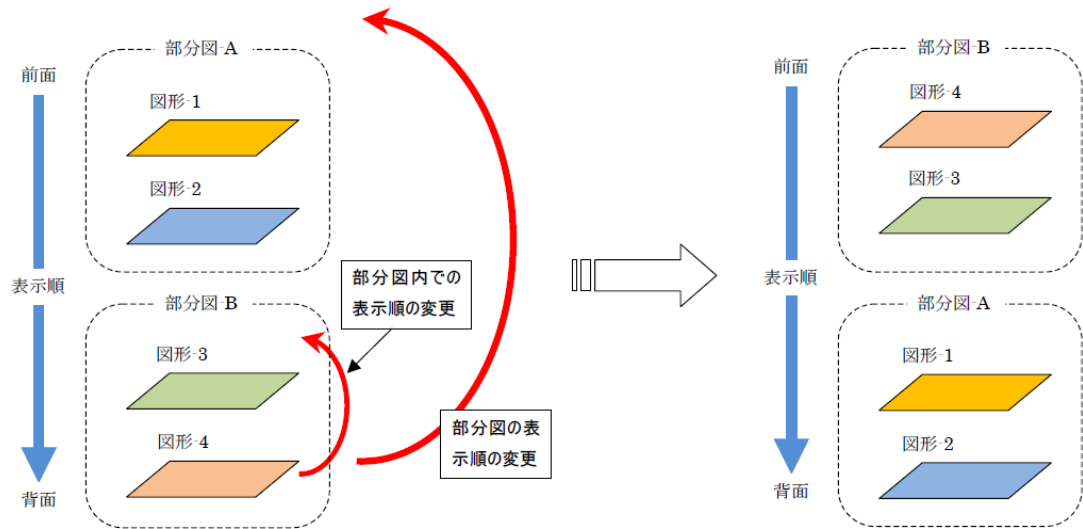 部分図-A
前面
図形-1
図形-2
表示順
部分図-B
図形-3
図形-4
背面
部分図内での
表示順の変更
部分図の表
示順の変更
部分図-B
前面
図形-4
図形-3
表示順
部分図-A
図形-1
図形-2
背面